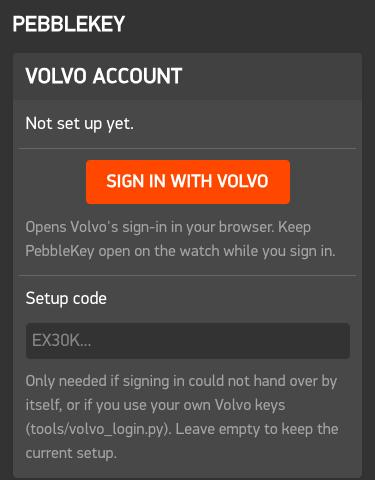 PEBBLEKEY
VOLVO ACCOUNT
Not set up yet.
SIGN IN WITH VOLVO
Opens Volvo's sign-in in your browser. Keep
PebbleKey open on the watch while you sign in.
Setup code
EX30K...
Only needed if signing in could not hand over by
itself, or if you use your own Volvo keys
(tools/volvo_login.py). Leave empty to keep the
current setup.